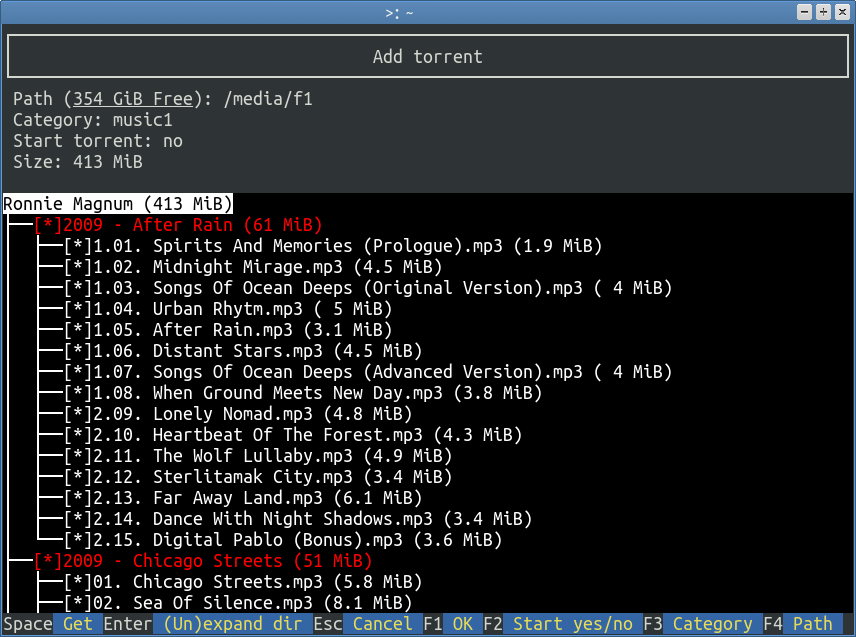 >: ~
Add torrent
Path (354 GiB Free): /media/f1
Category: music1
Start torrent: no
Size: 413 MiB
Ronnie Magnum (413 MiB)
[*]2009 - After Rain (61 MiB)
[*]1.01. Spirits And Memories (Prologue).mp3 (1.9 MiB)
[*]1.02. Midnight Mirage.mp3 (4.5 MiB)
[*]1.03. Songs Of Ocean Deeps (Original Version).mp3 ( 4 MiB)
[*]1.04. Urban Rhytm.mp3 ( 5 MiB)
[*]1.05. After Rain.mp3 (3.1 MiB)
[*]1.06. Distant Stars.mp3 (4.5 MiB)
[*]1.07. Songs Of Ocean Deeps (Advanced Version).mp3 ( 4 MiB)
[*]1.08. When Ground Meets New Day.mp3 (3.8 MiB)
[*]2.09. Lonely Nomad.mp3 (4.8 MiB)
[*]2.10. Heartbeat Of The Forest.mp3 (4.3 MiB)
[*]2.11. The Wolf Lullaby.mp3 (4.9 MiB)
[*]2.12. Sterlitamak City.mp3 (3.4 MiB)
[*]2.13. Far Away Land.mp3 (6.1 MiB)
[*]2.14. Dance With Night Shadows.mp3 (3.4 MiB)
[*]2.15. Digital Pablo (Bonus).mp3 (3.6 MiB)
[*]2009 - Chicago Streets (51 MiB)
[*]01. Chicago Streets.mp3 (5.8 MiB)
[*]02. Sea Of Silence.mp3 (8.1 MiB)
Space Get Enter (Un)expand dir Esc Cancel F1 OK F2 Start yes/no F3 Category F4 Path